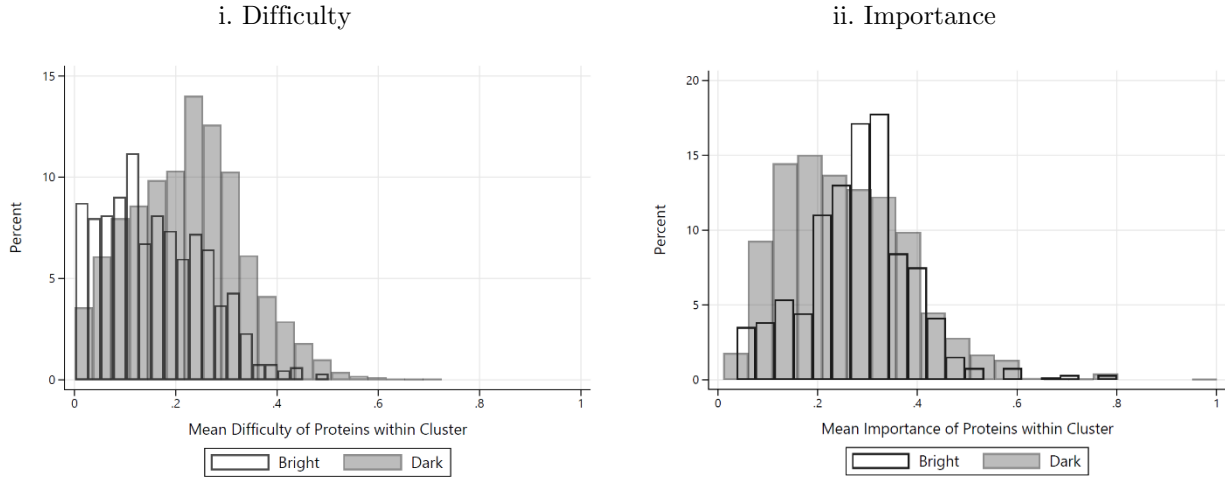 i. Difficulty
15
10
5
0
Percent
0 .2 .4 .6 .8 1
Mean Difficulty of Proteins within Cluster
Bright Dark
ii. Importance
20
15
10
5
0
Percent
0 .2 .4 .6 .8 1
Mean Importance of Proteins within Cluster
Bright Dark